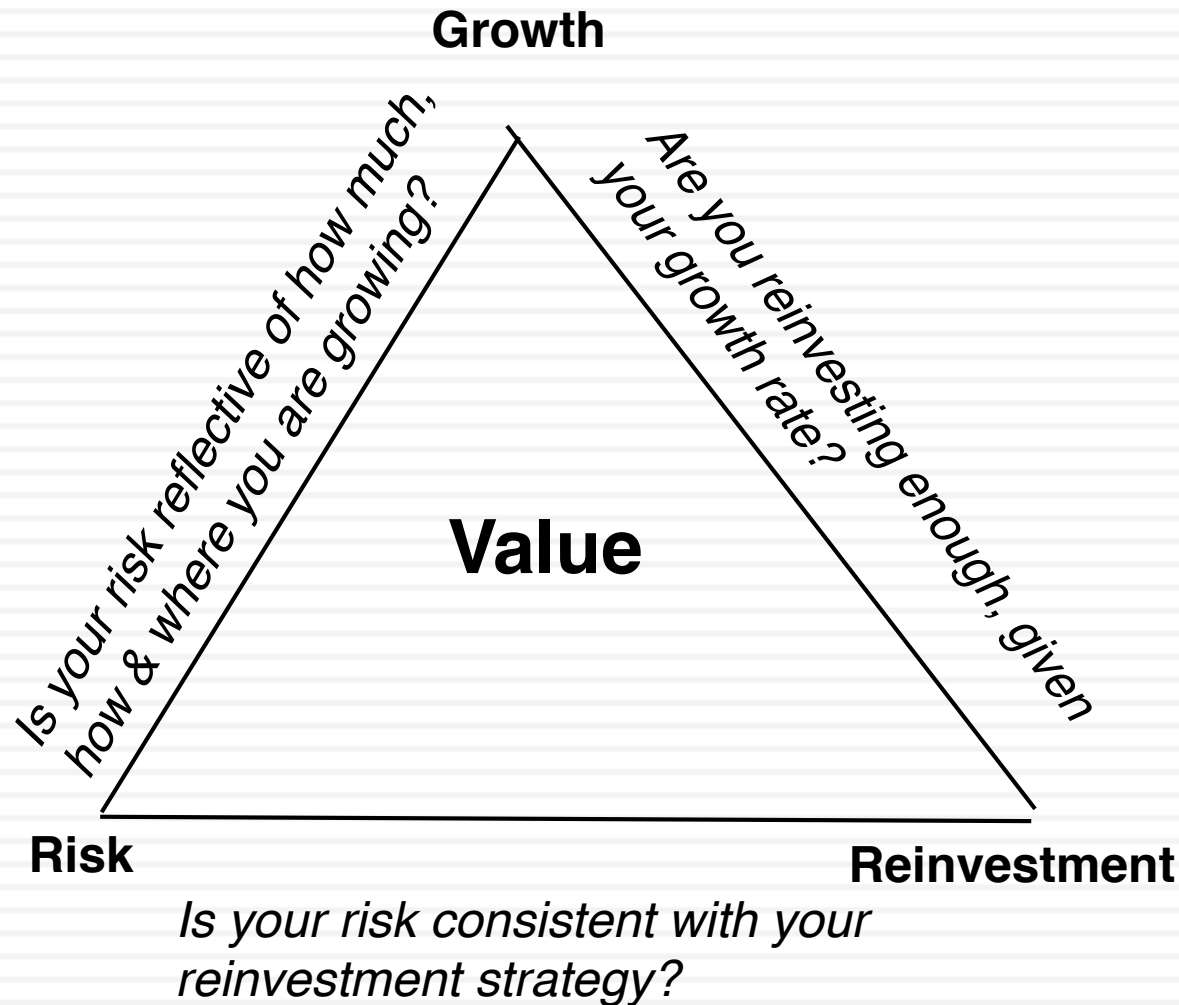 Growth
Is your risk reflective of how much,
how & where you are growing?
Are you reinvesting enough, given
your growth rate?
Value
Risk
Reinvestment
Is your risk consistent with your
reinvestment strategy?